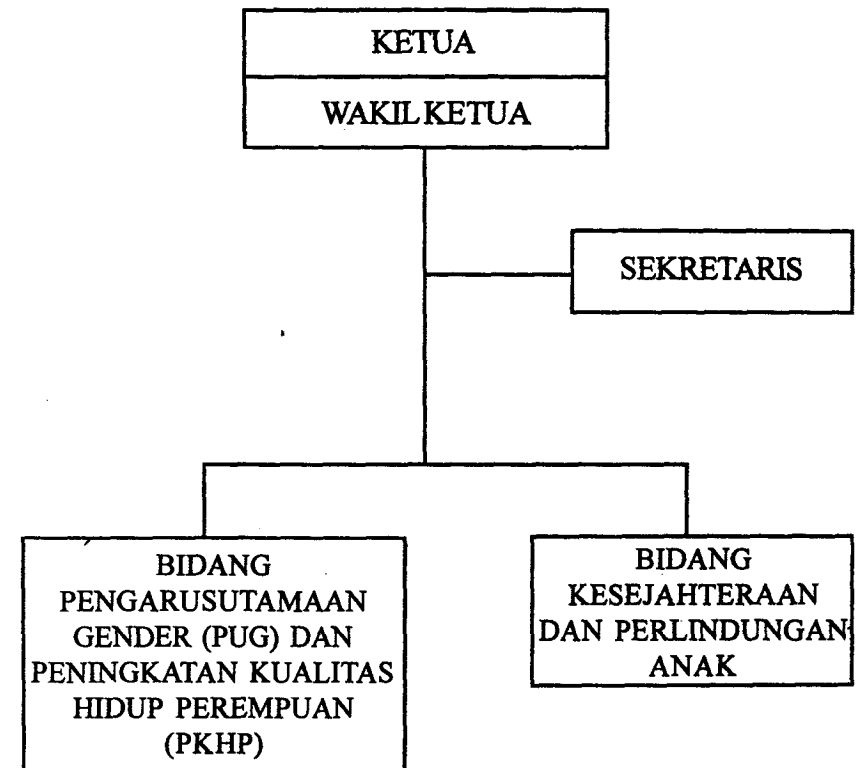 KETUA
WAKIL KETUA
SEKRETARIS
BIDANG
PENGARUSUTAMAAN
GENDER (PUG) DAN
PENINGKATAN KUALITAS
HIDUP PEREMPUAN
(PKHP)
BIDANG
KESEJAHTERAAN
DAN PERLINDUNGAN
ANAK